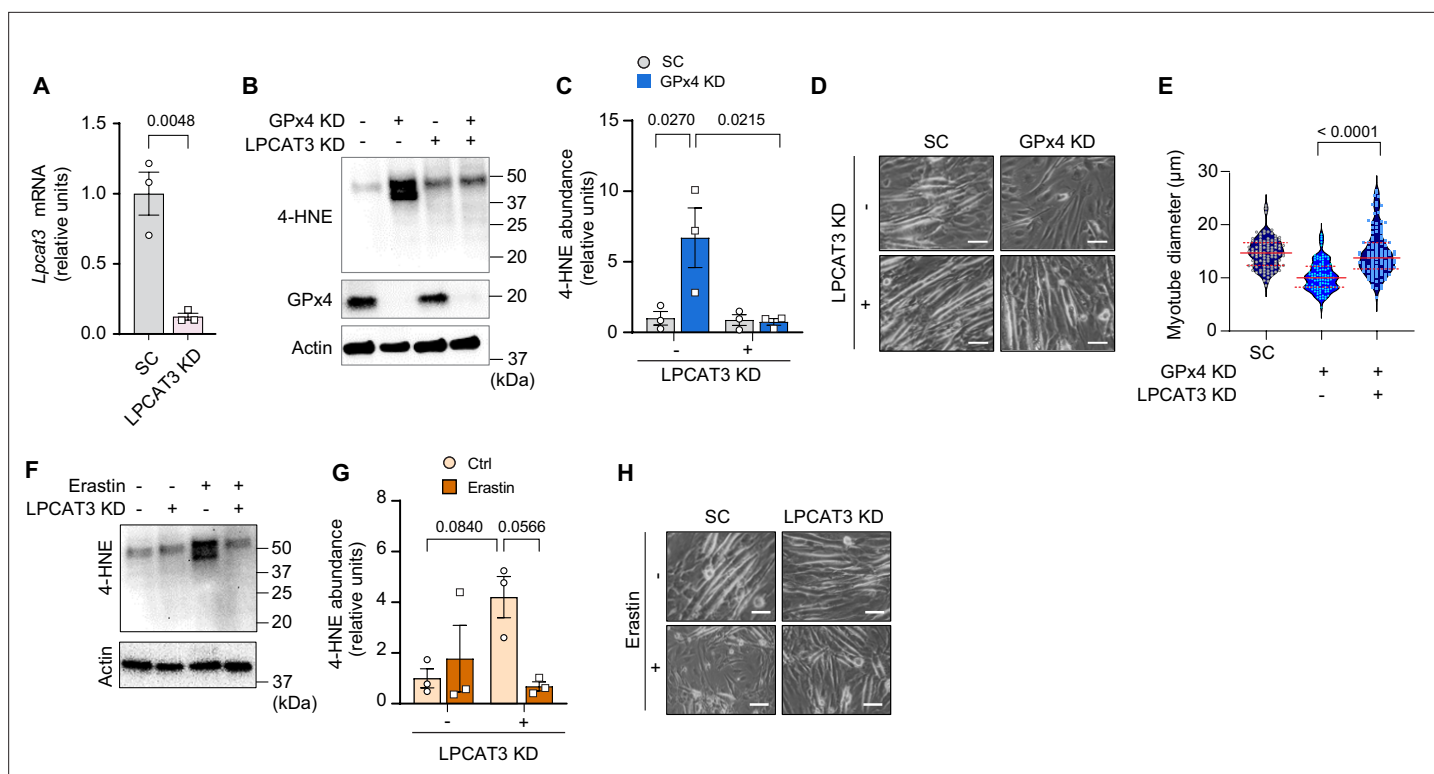 A
Lpcat3 mRNA
(relative units)
1.5
1.0
0.5
0.0
0.0048
SC
LPCAT3 KD
B
GPx4 KD - + - +
LPCAT3 KD - - + +
4-HNE
50
37
25
20
GPx4
20
Actin
37
(kDa)
C
SC
GPx4 KD
4-HNE abundance
(relative units)
15
10
5
0
0.0270
0.0215
- +
LPCAT3 KD
D
SC
GPx4 KD
LPCAT3 KD
-
+
E
< 0.0001
Myotube diameter (µm)
30
20
10
0
SC
GPx4 KD + +
LPCAT3 KD - +
F
Erastin - - + +
LPCAT3 KD - + - +
4-HNE
50
37
25
20
Actin
37
(kDa)
G
Ctrl
Erastin
4-HNE abundance
(relative units)
8
6
4
2
0
0.0840
0.0566
- +
LPCAT3 KD
H
SC
LPCAT3 KD
Erastin
-
+